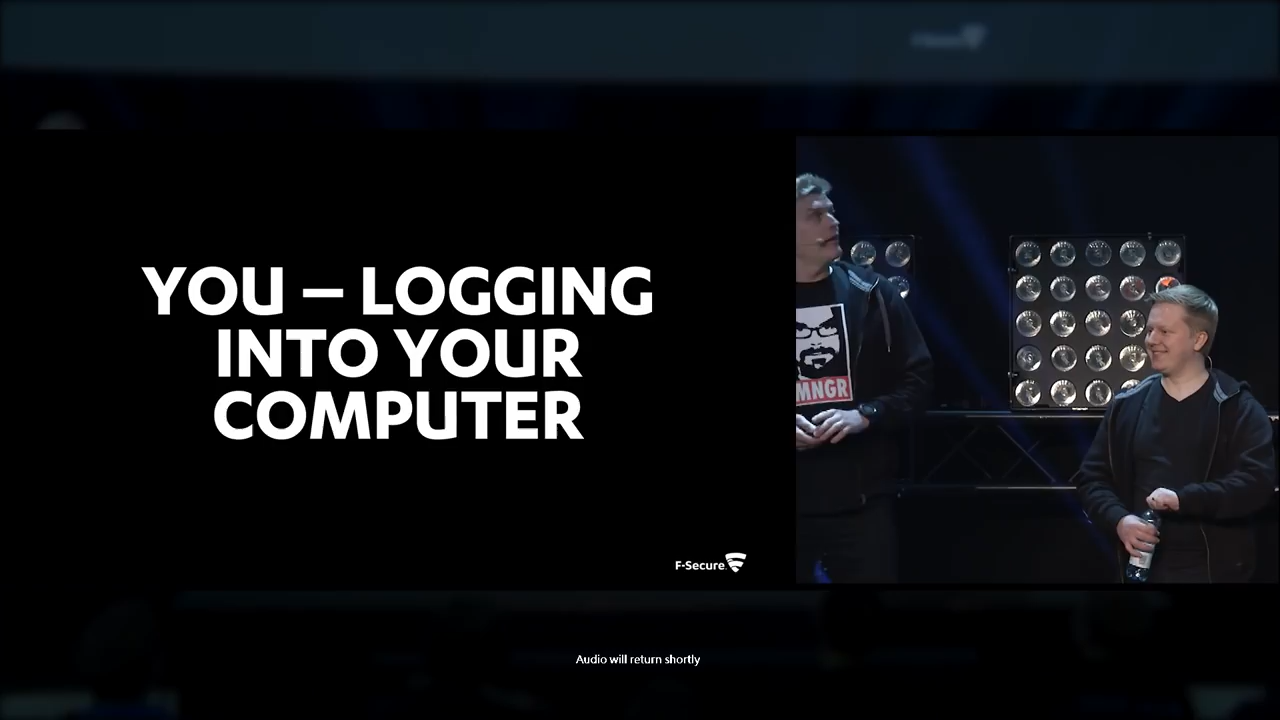 YOU – LOGGING
INTO YOUR
COMPUTER
MNGR
F-Secure.
Audio will return shortly